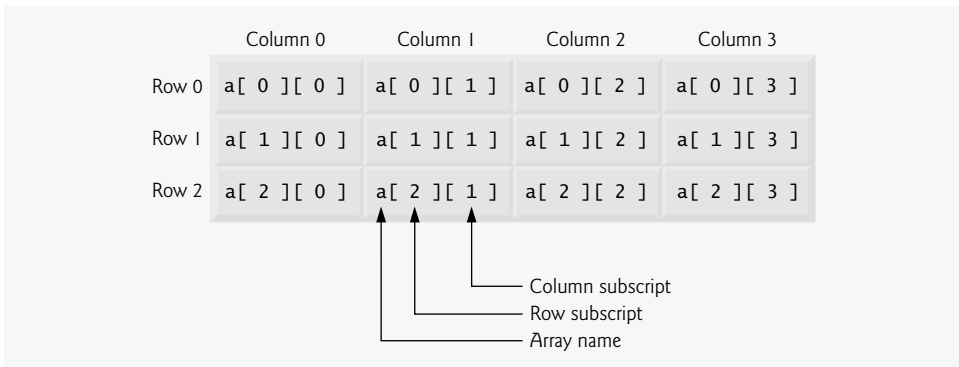 Column 0 Column 1 Column 2 Column 3
Row 0 a[ 0 ][ 0 ] a[ 0 ][ 1 ] a[ 0 ][ 2 ] a[ 0 ][ 3 ]
Row 1 a[ 1 ][ 0 ] a[ 1 ][ 1 ] a[ 1 ][ 2 ] a[ 1 ][ 3 ]
Row 2 a[ 2 ][ 0 ] a[ 2 ][ 1 ] a[ 2 ][ 2 ] a[ 2 ][ 3 ]
Column subscript
Row subscript
Array name